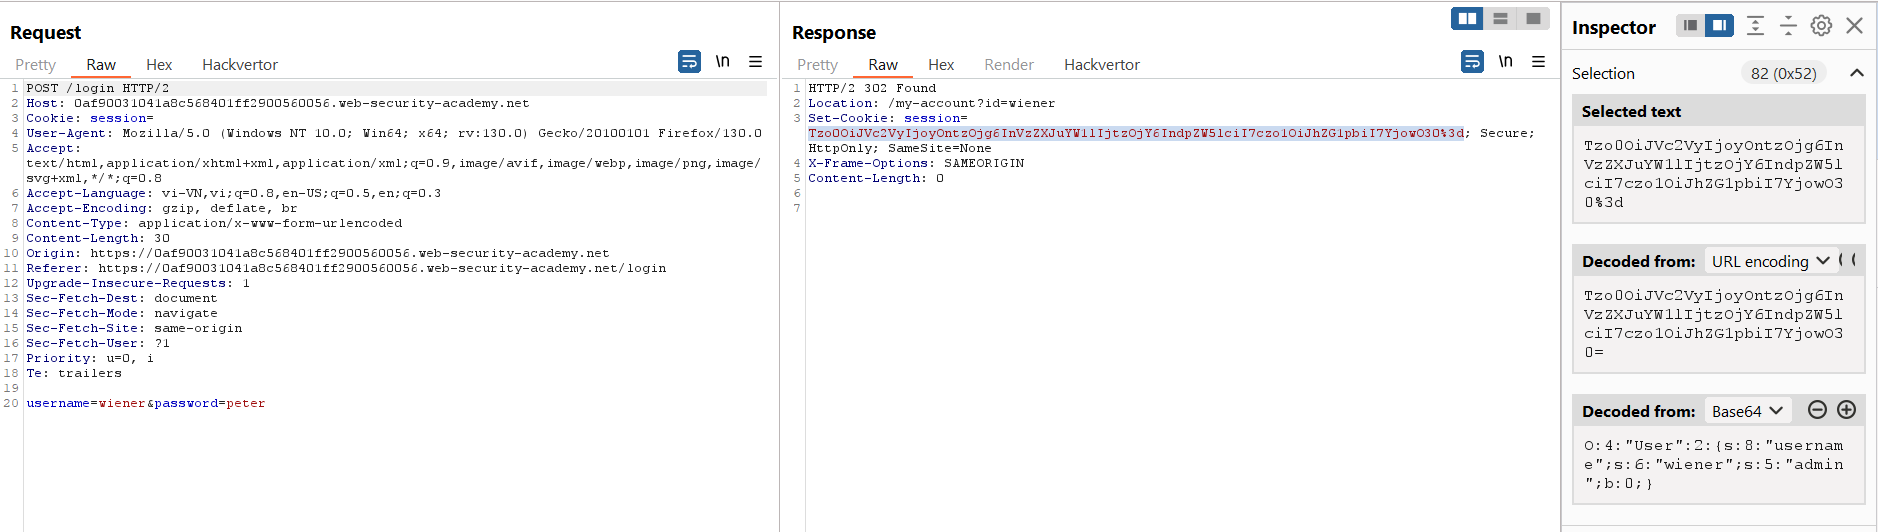 Request
Pretty Raw Hex Hackvertor \n
1 POST /login HTTP/2
2 Host: 0af90031041a8c568401ff2900560056.web-security-academy.net
3 Cookie: session=
4 User-Agent: Mozilla/5.0 (Windows NT 10.0; Win64; x64; rv:130.0) Gecko/20100101 Firefox/130.0
5 Accept:
text/html,application/xhtml+xml,application/xml;q=0.9,image/avif,image/webp,image/png,image/
svg+xml,*/*;q=0.8
6 Accept-Language: vi-VN,vi;q=0.8,en-US;q=0.5,en;q=0.3
7 Accept-Encoding: gzip, deflate, br
8 Content-Type: application/x-www-form-urlencoded
9 Content-Length: 30
10 Origin: https://0af90031041a8c568401ff2900560056.web-security-academy.net
11 Referer: https://0af90031041a8c568401ff2900560056.web-security-academy.net/login
12 Upgrade-Insecure-Requests: 1
13 Sec-Fetch-Dest: document
14 Sec-Fetch-Mode: navigate
15 Sec-Fetch-Site: same-origin
16 Sec-Fetch-User: ?1
17 Priority: u=0, i
18 Te: trailers
19
20 username=wiener&password=peter
Response
Pretty Raw Hex Render Hackvertor \n
1 HTTP/2 302 Found
2 Location: /my-account?id=wiener
3 Set-Cookie: session=
Tzo0OiJVc2VyIjoyOntzOjg6InVzZXJuYW1lIjtzOjY6IndpZW5lciI7czo1OiJhZG1pbiI7YjowO30%3d; Secure;
HttpOnly; SameSite=None
4 X-Frame-Options: SAMEORIGIN
5 Content-Length: 0
6
7
Inspector
Selection 82 (0x52)
Selected text
Tzo0OiJVc2VyIjoyOntzOjg6In
VzZXJuYW1lIjtzOjY6IndpZW5l
ciI7czo1OiJhZG1pbiI7YjowO3
0%3d
Decoded from: URL encoding
Tzo0OiJVc2VyIjoyOntzOjg6In
VzZXJuYW1lIjtzOjY6IndpZW5l
ciI7czo1OiJhZG1pbiI7YjowO3
0=
Decoded from: Base64
O:4:"User":2:{s:8:"usernam
e";s:6:"wiener";s:5:"admin
";b:0;}